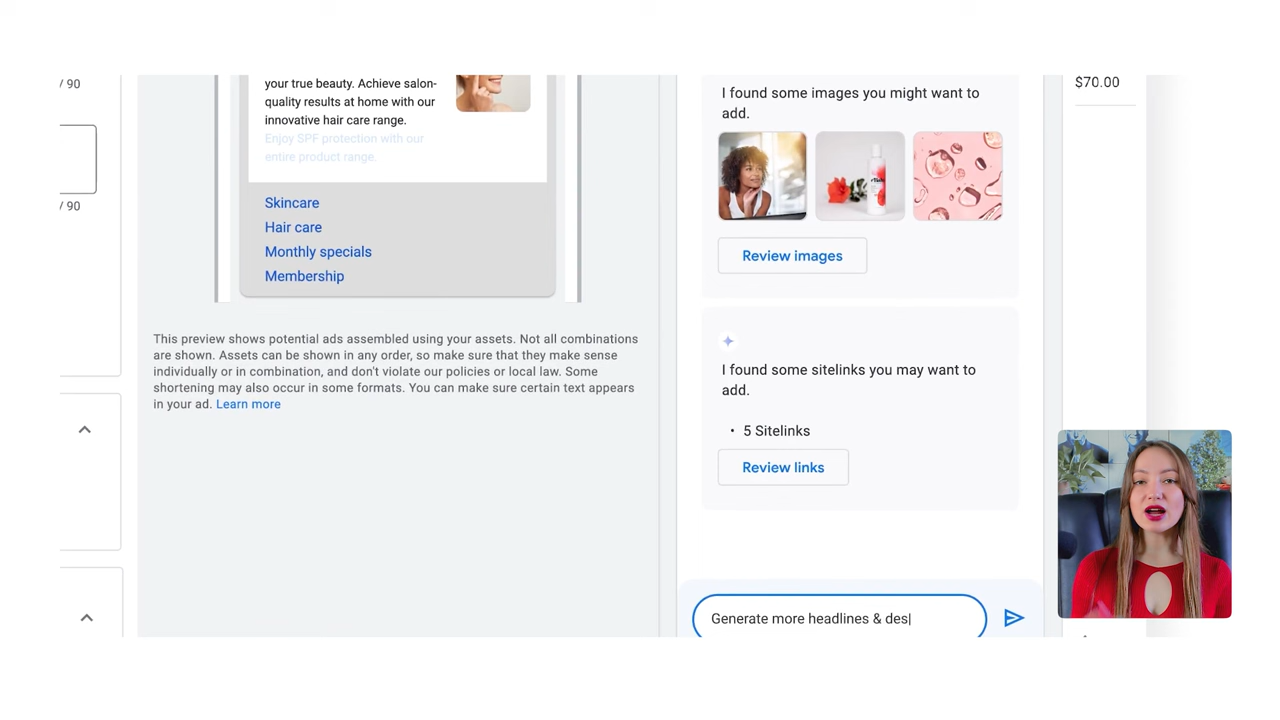 / 90
/ 90
your true beauty. Achieve salon-
quality results at home with our
innovative hair care range.
Enjoy SPF protection with our
entire product range.
Skincare
Hair care
Monthly specials
Membership
This preview shows potential ads assembled using your assets. Not all combinations
are shown. Assets can be shown in any order, so make sure that they make sense
individually or in combination, and don't violate our policies or local law. Some
shortening may also occur in some formats. You can make sure certain text appears
in your ad. Learn more
I found some images you might want to
add.
Review images
I found some sitelinks you may want to
add.
• 5 Sitelinks
Review links
Generate more headlines & des
$70.00